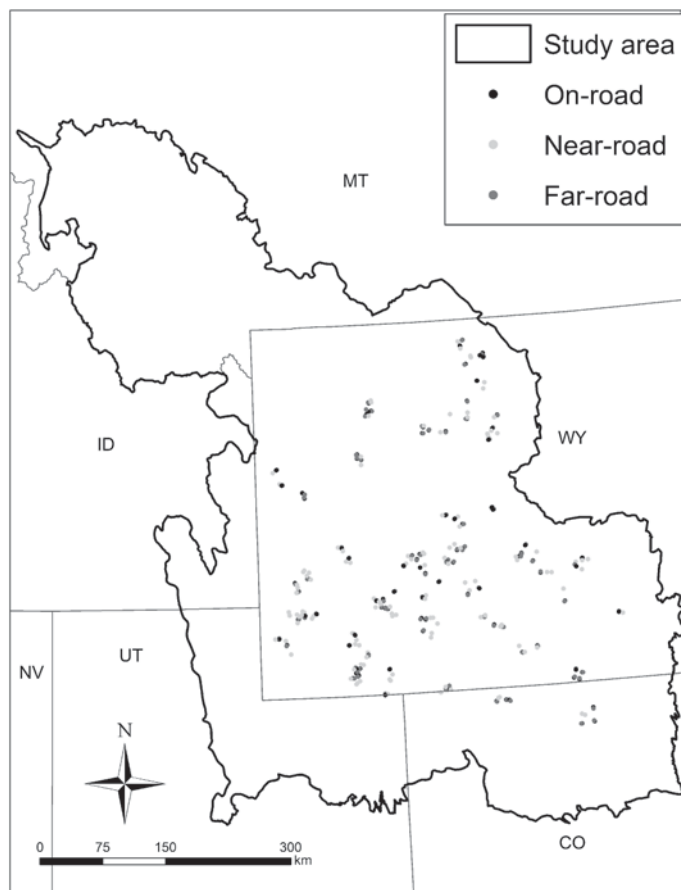 Study area
On-road
Near-road
Far-road
MT
ID
WY
UT
NV
N
0 75 150 300
km
CO